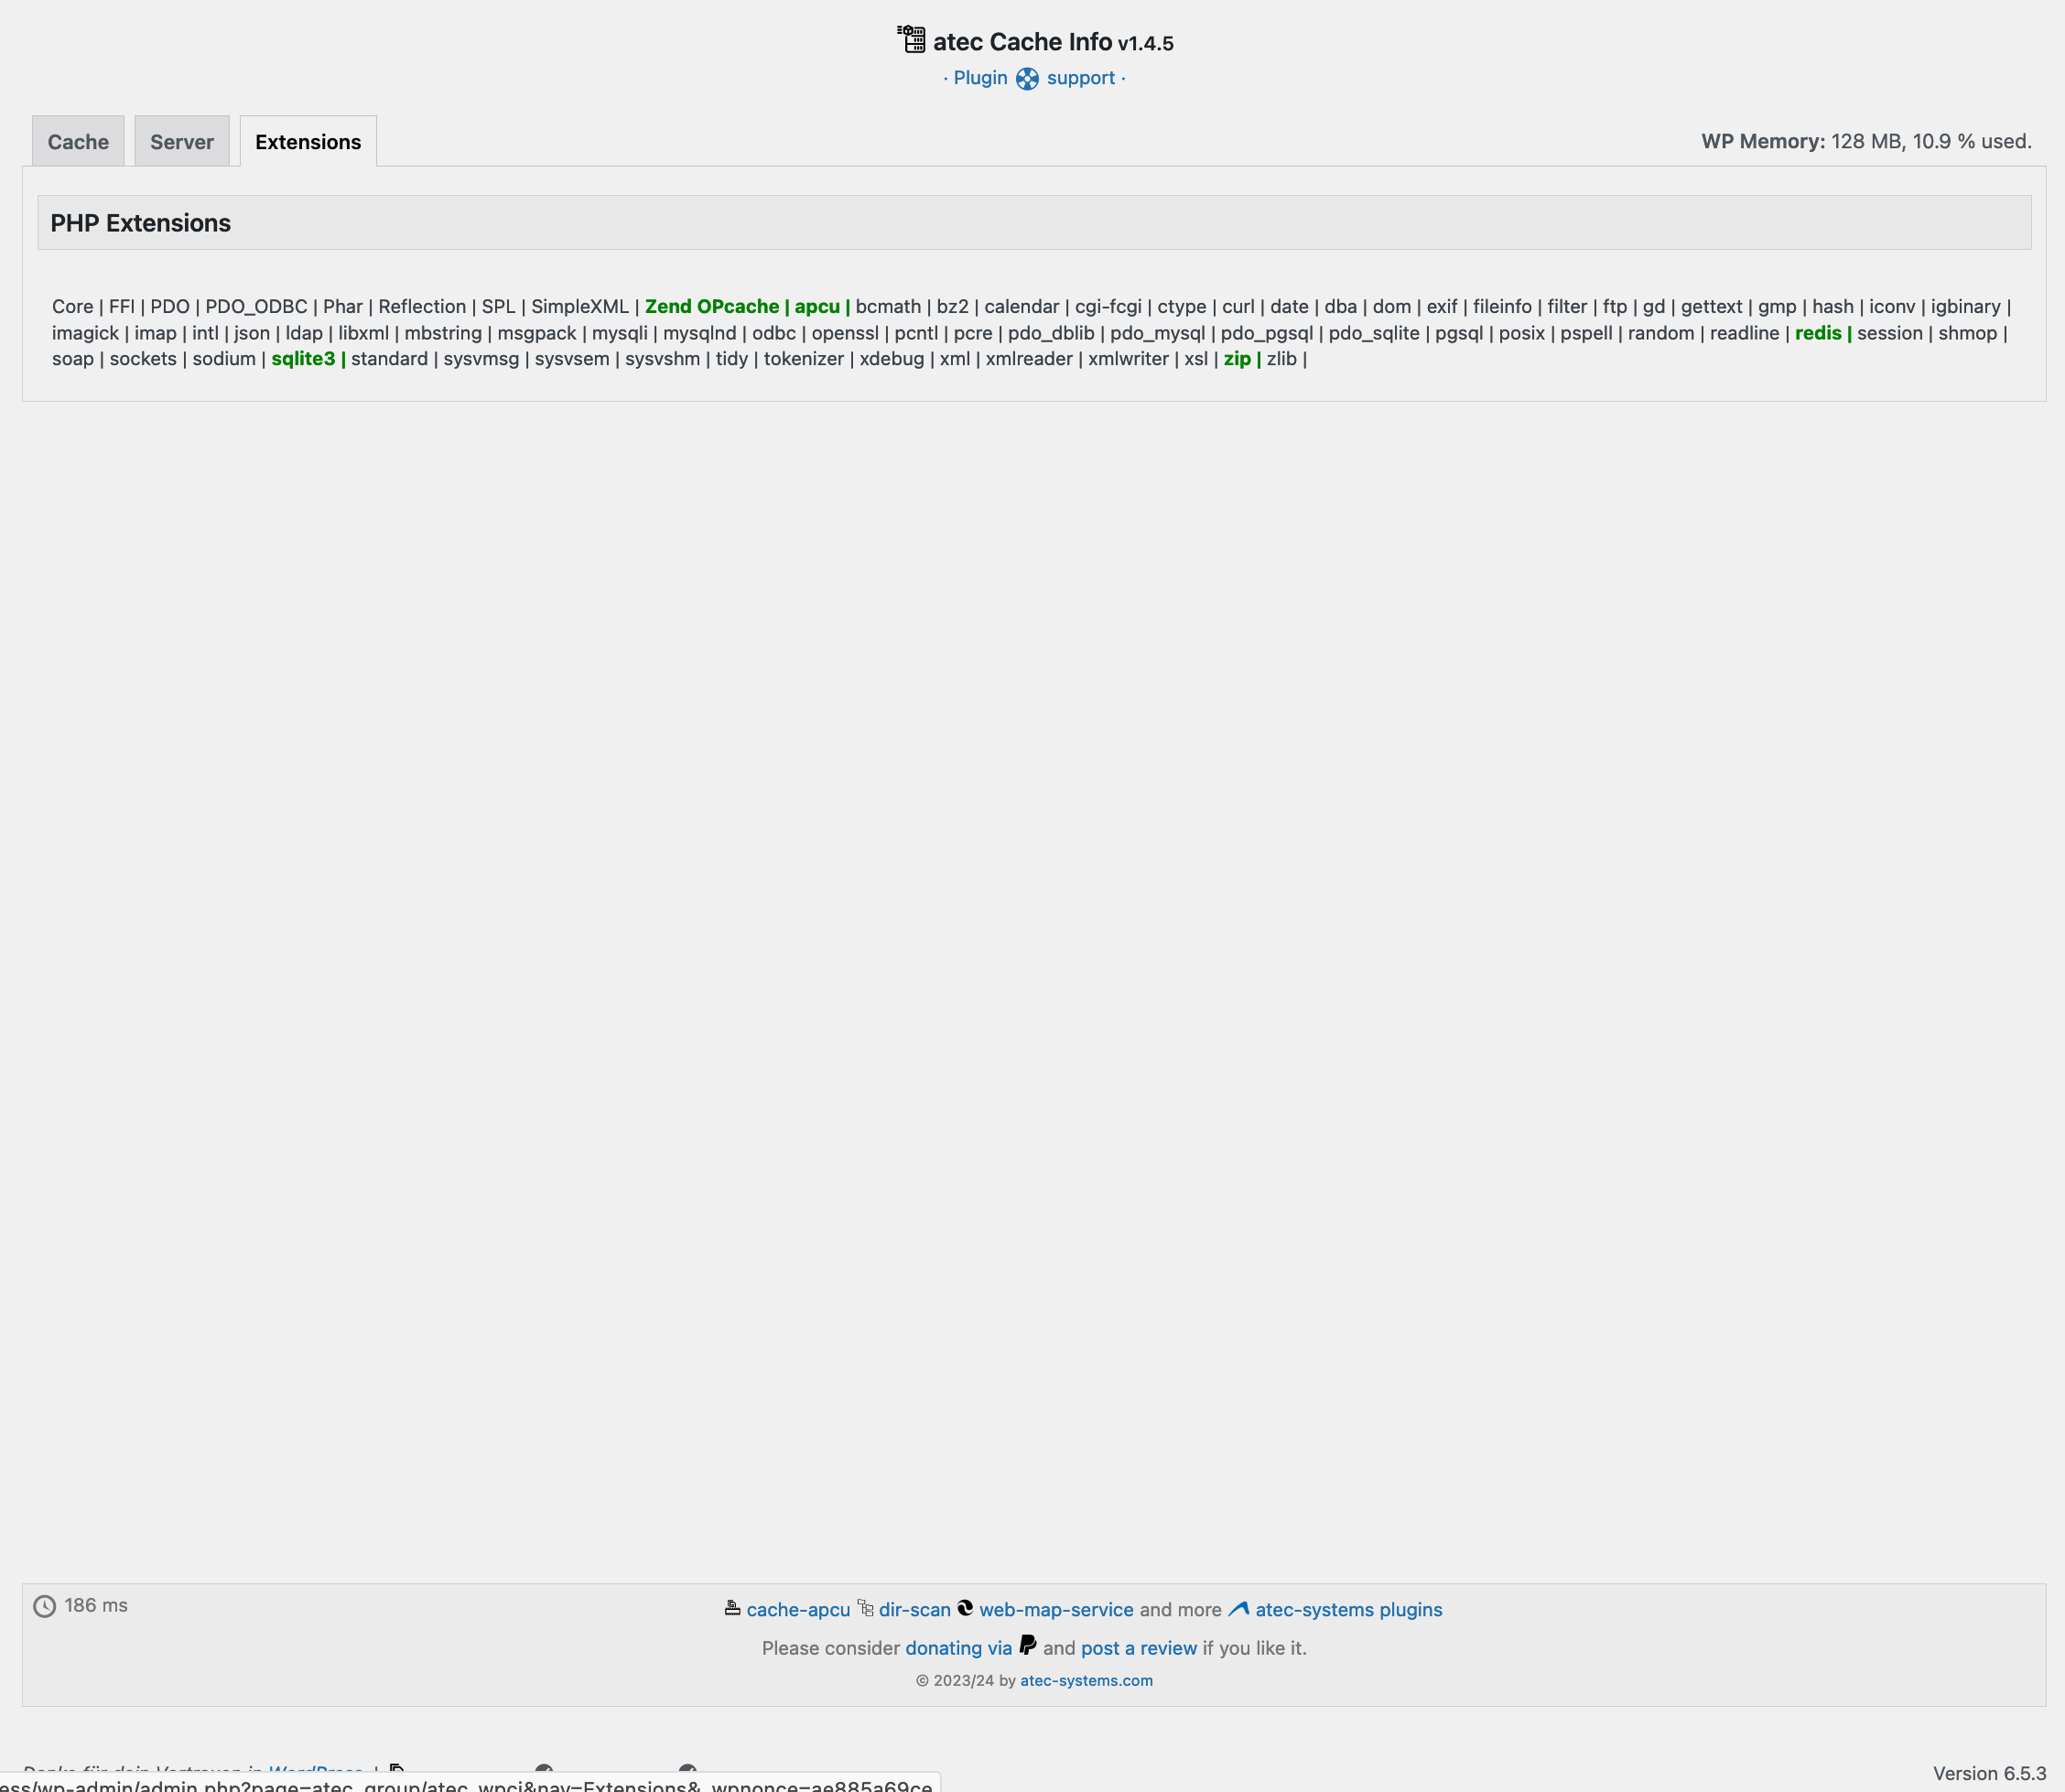 atec Cache Info v1.4.5
· Plugin support ·
Cache Server Extensions WP Memory: 128 MB, 10.9 % used.
PHP Extensions
Core | FFI | PDO | PDO_ODBC | Phar | Reflection | SPL | SimpleXML | Zend OPcache | apcu | bcmath | bz2 | calendar | cgi-fcgi | ctype | curl | date | dba | dom | exif | fileinfo | filter | ftp | gd | gettext | gmp | hash | iconv | igbinary |
imagick | imap | intl | json | ldap | libxml | mbstring | msgpack | mysqli | mysqlnd | odbc | openssl | pcntl | pcre | pdo_dblib | pdo_mysql | pdo_pgsql | pdo_sqlite | pgsql | posix | pspell | random | readline | redis | session | shmop |
soap | sockets | sodium | sqlite3 | standard | sysvmsg | sysvsem | sysvshm | tidy | tokenizer | xdebug | xml | xmlreader | xmlwriter | xsl | zip | zlib |
186 ms
cache-apcu dir-scan web-map-service and more atec-systems plugins
Please consider donating via and post a review if you like it.
© 2023/24 by atec-systems.com
Danke für dein Vertrauen in WordPress. |
Version 6.5.3
ess/wp-admin/admin.php?page=atec_group/atec_wpci&nav=Extensions&_wpnonce=ae885a69ce